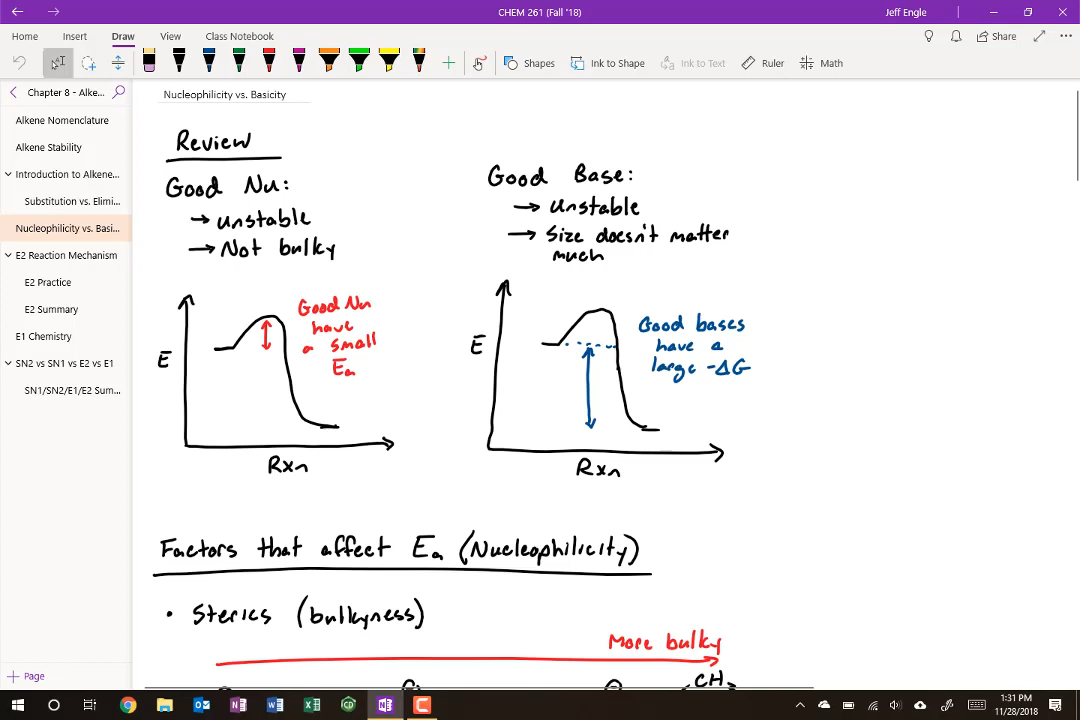 CHEM 261 (Fall '18)
Jeff Engle
Home
Insert
Draw
View
Class Notebook
Share
Shapes
Ink to Shape
Ink to Text
Ruler
Math
Chapter 8 - Alke...
Alkene Nomenclature
Alkene Stability
Introduction to Alkene...
Substitution vs. Elimi...
Nucleophilicity vs. Basi...
E2 Reaction Mechanism
E2 Practice
E2 Summary
E1 Chemistry
SN2 vs SN1 vs E2 vs E1
SN1/SN2/E1/E2 Sum...
Page
Nucleophilicity vs. Basicity
Review
Good Nu:
→ Unstable
→ Not bulky
Good Base:
→ Unstable
→ Size doesn't matter
much
E
Good Nu
have
a small
Ea
Rxn
E
Good bases
have a
large -ΔG
Rxn
Factors that affect Ea (Nucleophilicity)
• Sterics (bulkyness)
More bulky
1:31 PM
11/28/2018